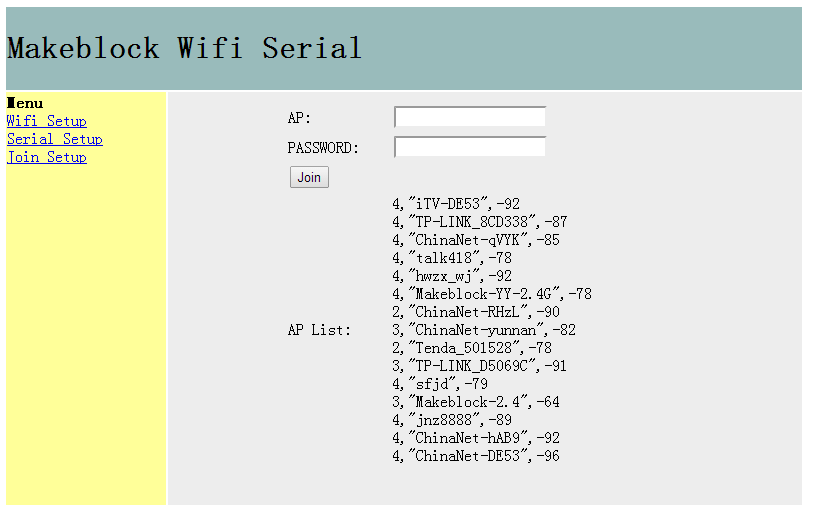 Makeblock Wifi Serial
Menu
Wifi Setup
Serial Setup
Join Setup
AP:
PASSWORD:
Join
AP List:
4,"iTV-DE53",-92
4,"TP-LINK_8CD338",-87
4,"ChinaNet-qVYK",-85
4,"talk418",-78
4,"hwzx_wj",-92
4,"Makeblock-YY-2.4G",-78
2,"ChinaNet-RHzL",-90
3,"ChinaNet-yunnan",-82
2,"Tenda_501528",-78
3,"TP-LINK_D5069C",-91
4,"sfjd",-79
3,"Makeblock-2.4",-64
4,"jnz8888",-89
4,"ChinaNet-hAB9",-92
4,"ChinaNet-DE53",-96